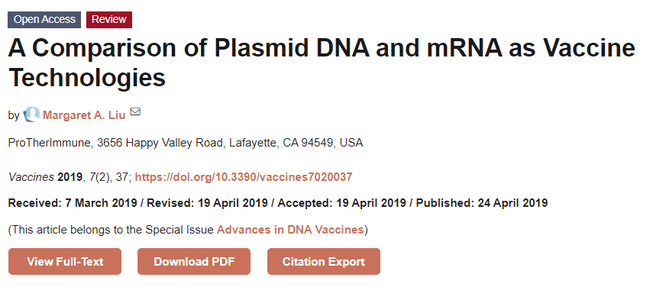 Open Access Review
A Comparison of Plasmid DNA and mRNA as Vaccine
Technologies
by Margaret A. Liu
ProTherImmune, 3656 Happy Valley Road, Lafayette, CA 94549, USA
Vaccines 2019, 7(2), 37; https://doi.org/10.3390/vaccines7020037
Received: 7 March 2019 / Revised: 19 April 2019 / Accepted: 19 April 2019 / Published: 24 April 2019
(This article belongs to the Special Issue Advances in DNA Vaccines)
View Full-Text Download PDF Citation Export